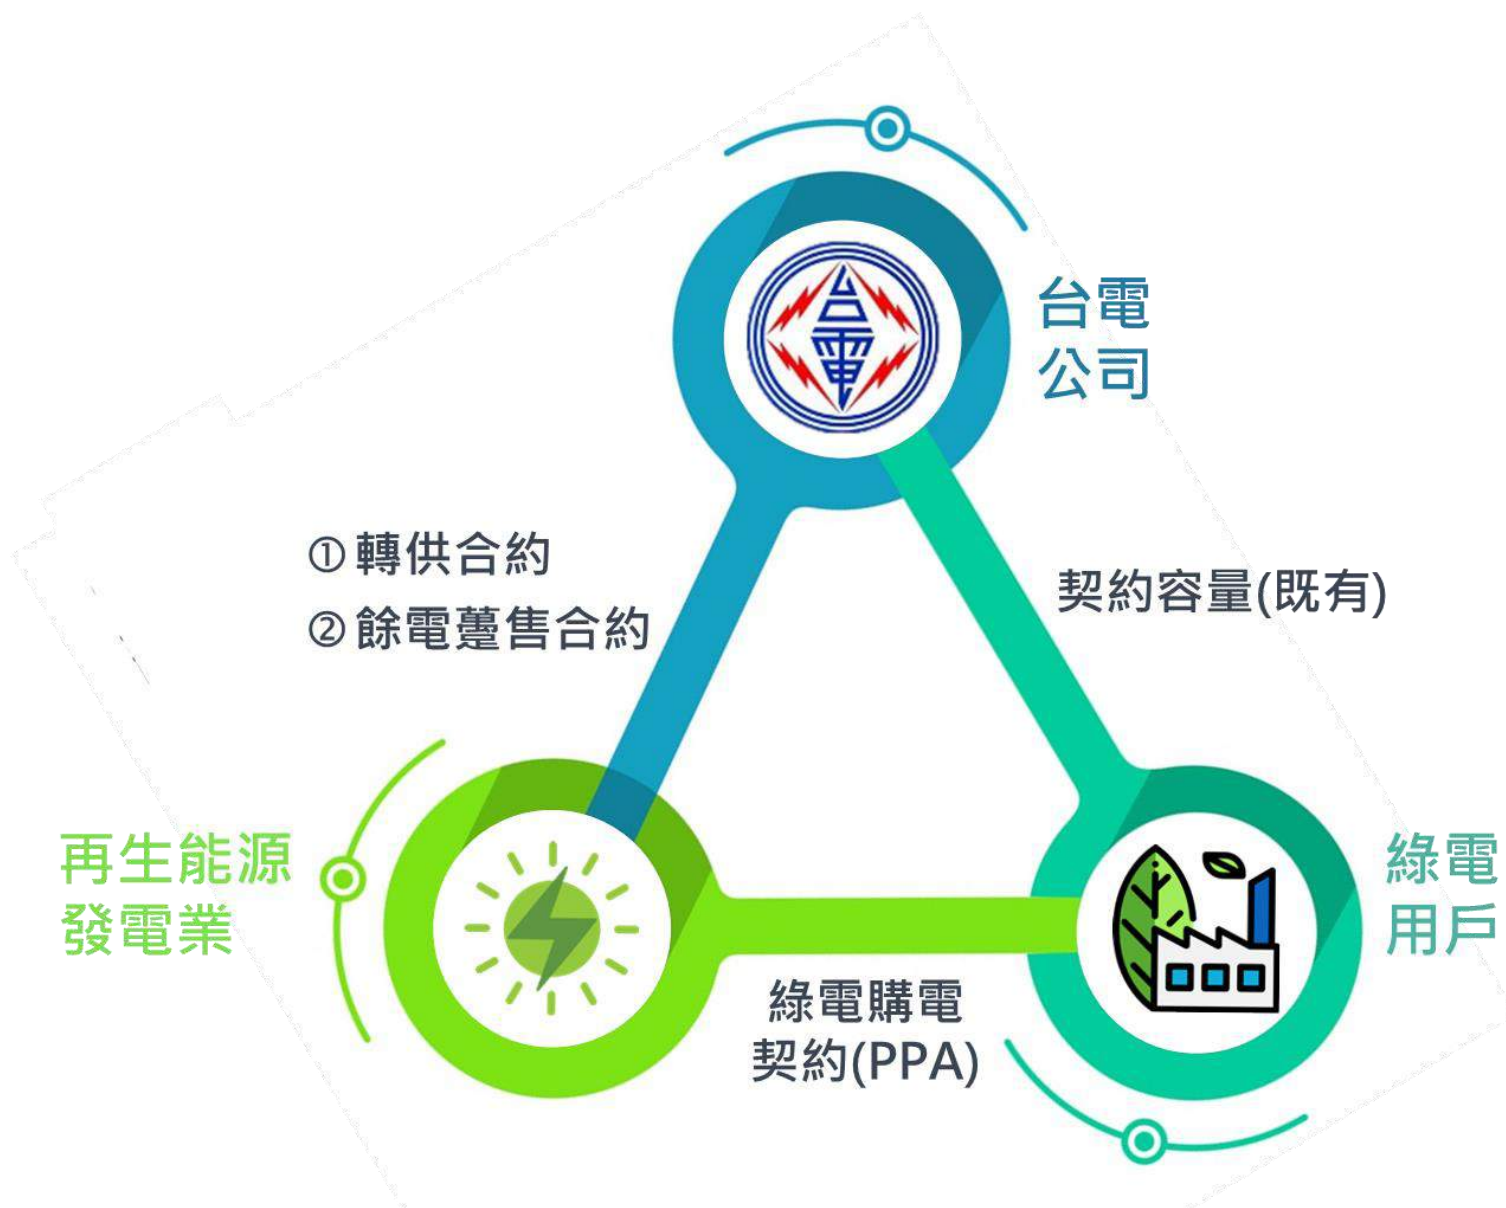 台電
台電
公司
①轉供合約
②餘電躉售合約
契約容量(既有)
再生能源
發電業
綠電
用戶
綠電購電
契約(PPA)